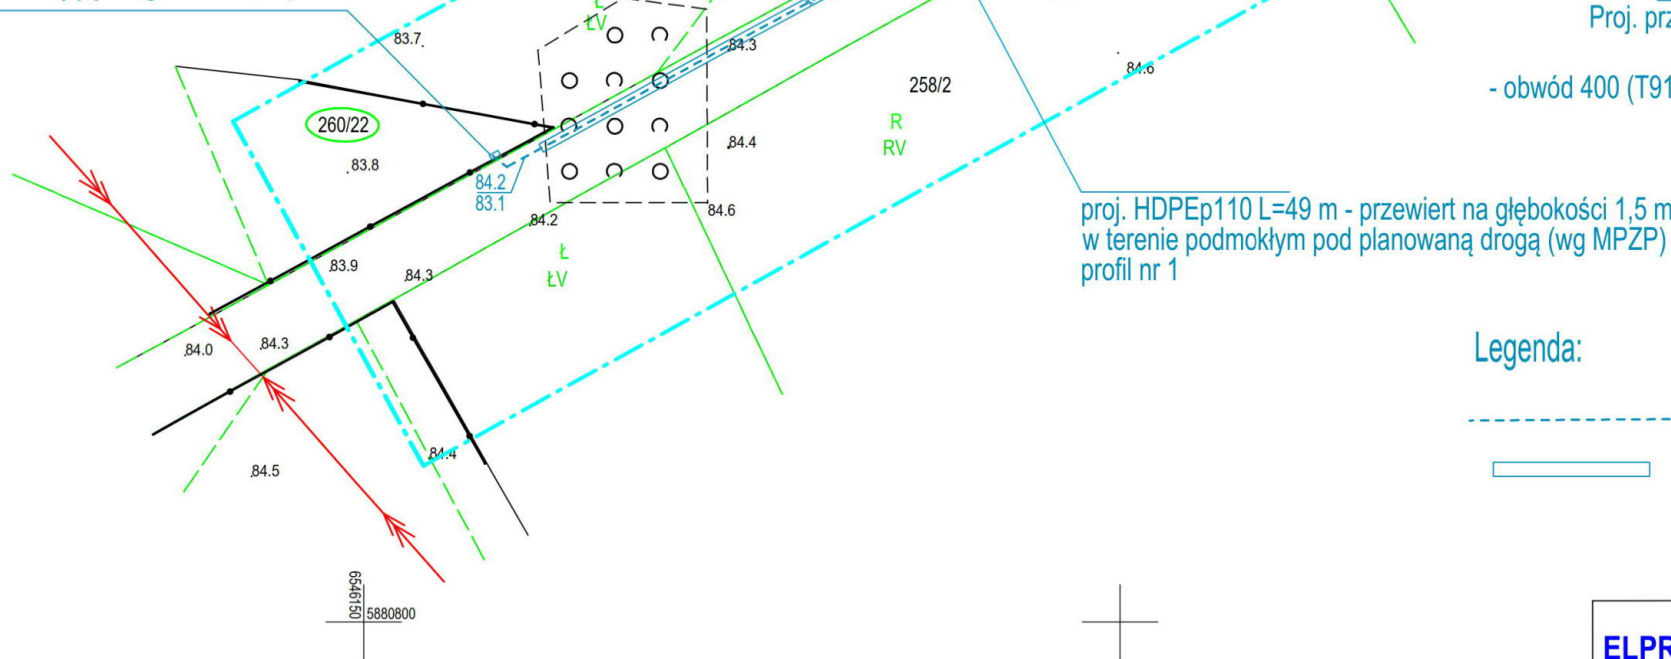 Ł
ŁV
83.7
84.3
84.6
258/2
Proj.
- obwód 400 (T91
260/22
R
RV
83.8
84.4
84.2
83.1
84.2
84.6
proj. HDPEp110 L=49 m - przewiert na głębokości 1,5 m
w terenie podmokłym pod planowaną drogą (wg MPZP)
profil nr 1
Ł
ŁV
83.9
84.3
84.0
84.3
Legenda:
84.4
84.5
6546150
5880800
ELPR